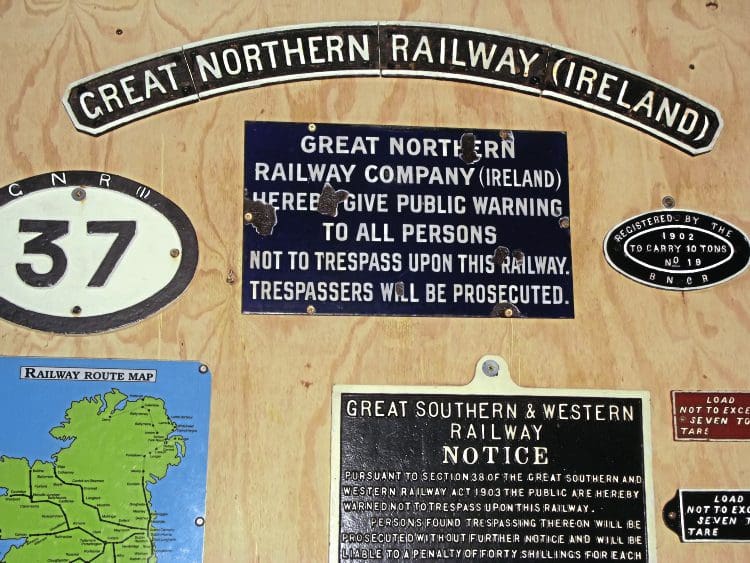 GREAT NORTHERN RAILWAY (IRELAND)
GREAT NORTHERN
RAILWAY COMPANY (IRELAND)
HEREBY GIVE PUBLIC WARNING
TO ALL PERSONS
NOT TO TRESPASS UPON THIS RAILWAY.
TRESPASSERS WILL BE PROSECUTED.
G N R (I)
37
REGISTERED BY THE
1902
TO CARRY 10 TONS
No 19
B N C R
RAILWAY ROUTE MAP
GREAT SOUTHERN & WESTERN
RAILWAY
NOTICE
PURSUANT TO SECTION 38 OF THE GREAT SOUTHERN AND
WESTERN RAILWAY ACT 1903 THE PUBLIC ARE HEREBY
WARNED NOT TO TRESPASS UPON THIS RAILWAY.
PERSONS FOUND TRESPASSING THEREON WILL BE
PROSECUTED WITHOUT FURTHER NOTICE AND WILL BE
LIABLE TO A PENALTY OF FORTY SHILLINGS FOR EACH
LOAD
NOT TO EXCE
SEVEN TO
TARE
LOA
NOT TO EXC
SEVEN T
TARE